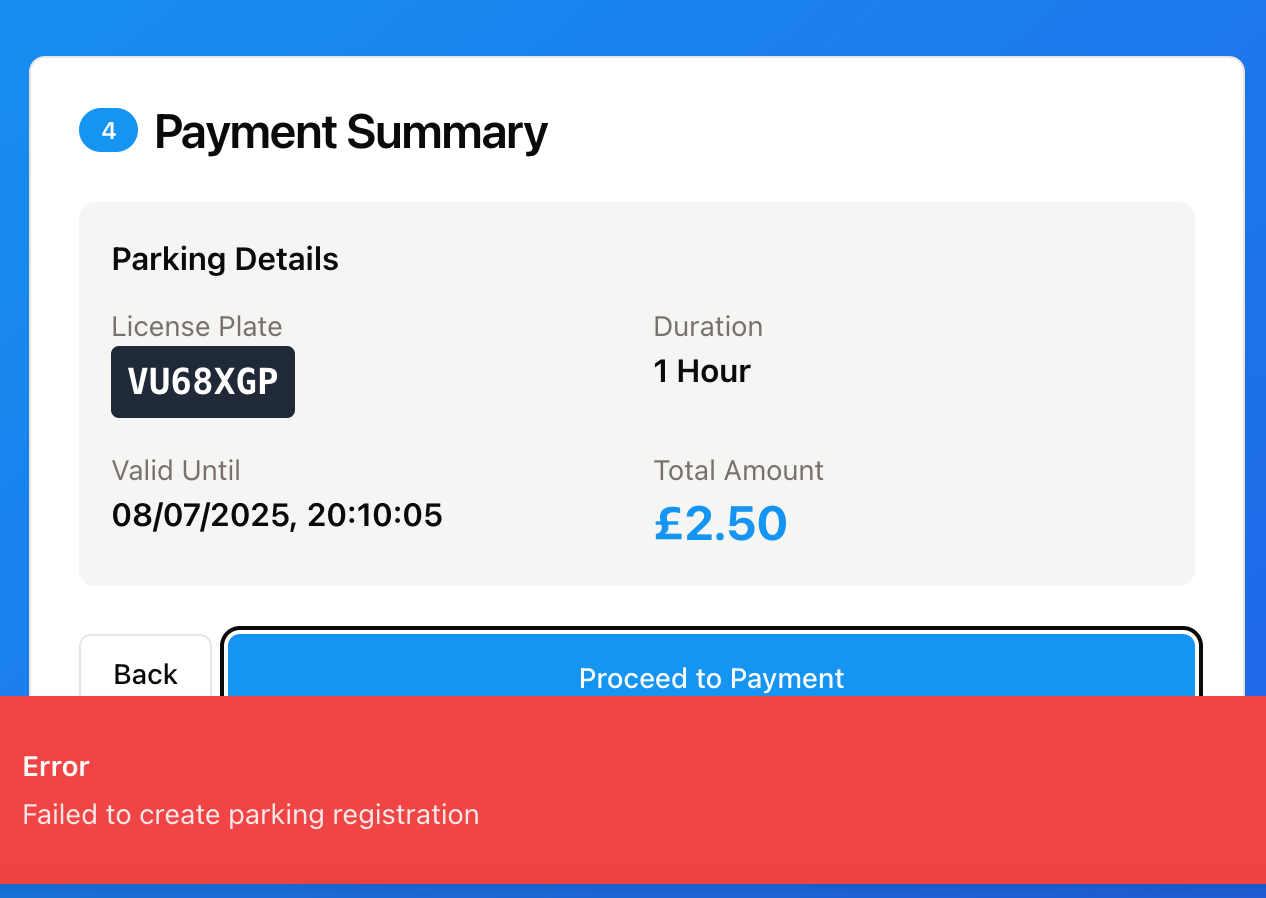 4 Payment Summary
Parking Details
License Plate
VU68XGP
Duration
1 Hour
Valid Until
08/07/2025, 20:10:05
Total Amount
£2.50
Back
Proceed to Payment
Error
Failed to create parking registration